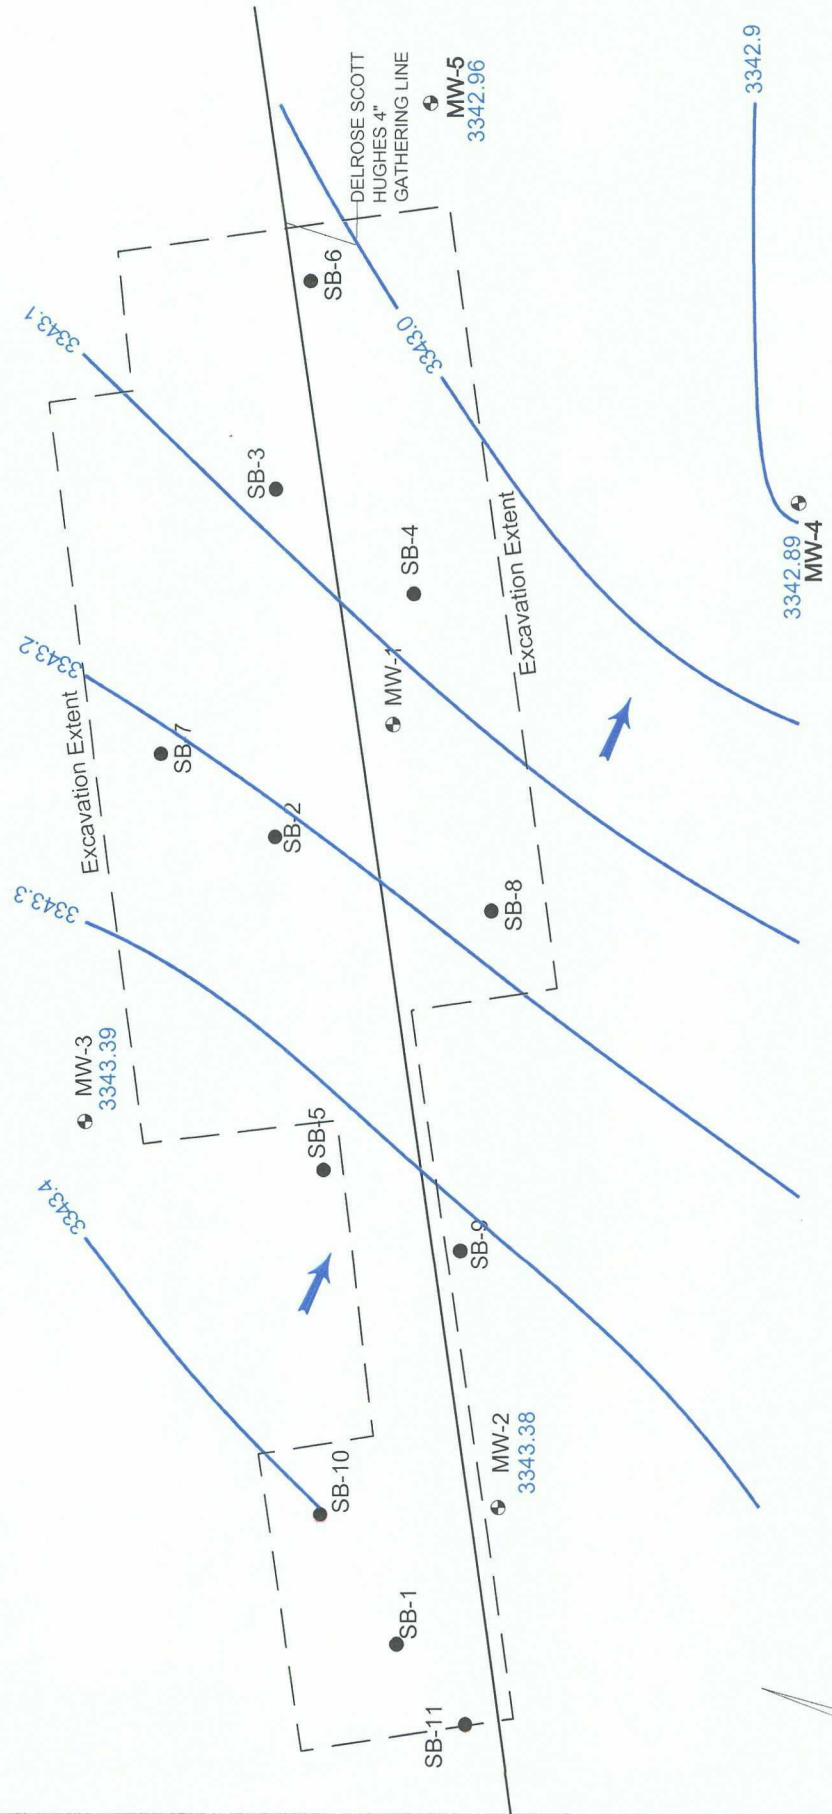 3343.4
MW-3
3343.39
3343.3
Excavation Extent
3343.2
3343.1
SB-7
SB-2
SB-3
SB-6
DELROSE SCOTT
HUGHES 4"
GATHERING LINE
MW-5
3342.96
SB-10
SB-5
MW-1
SB-4
3343.0
SB-11
SB-1
MW-2
3343.38
SB-9
SB-8
Excavation Extent
3342.89
MW-4
3342.9